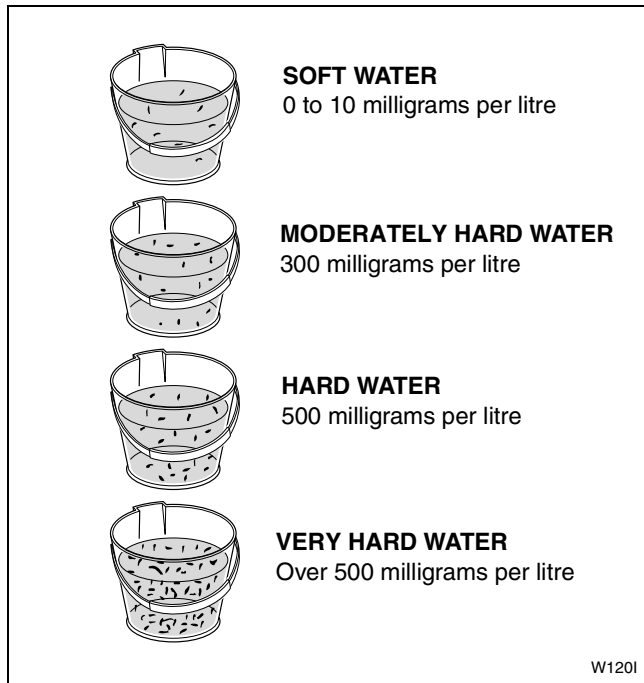 SOFT WATER
0 to 10 milligrams per litre
MODERATELY HARD WATER
300 milligrams per litre
HARD WATER
500 milligrams per litre
VERY HARD WATER
Over 500 milligrams per litre
W120I